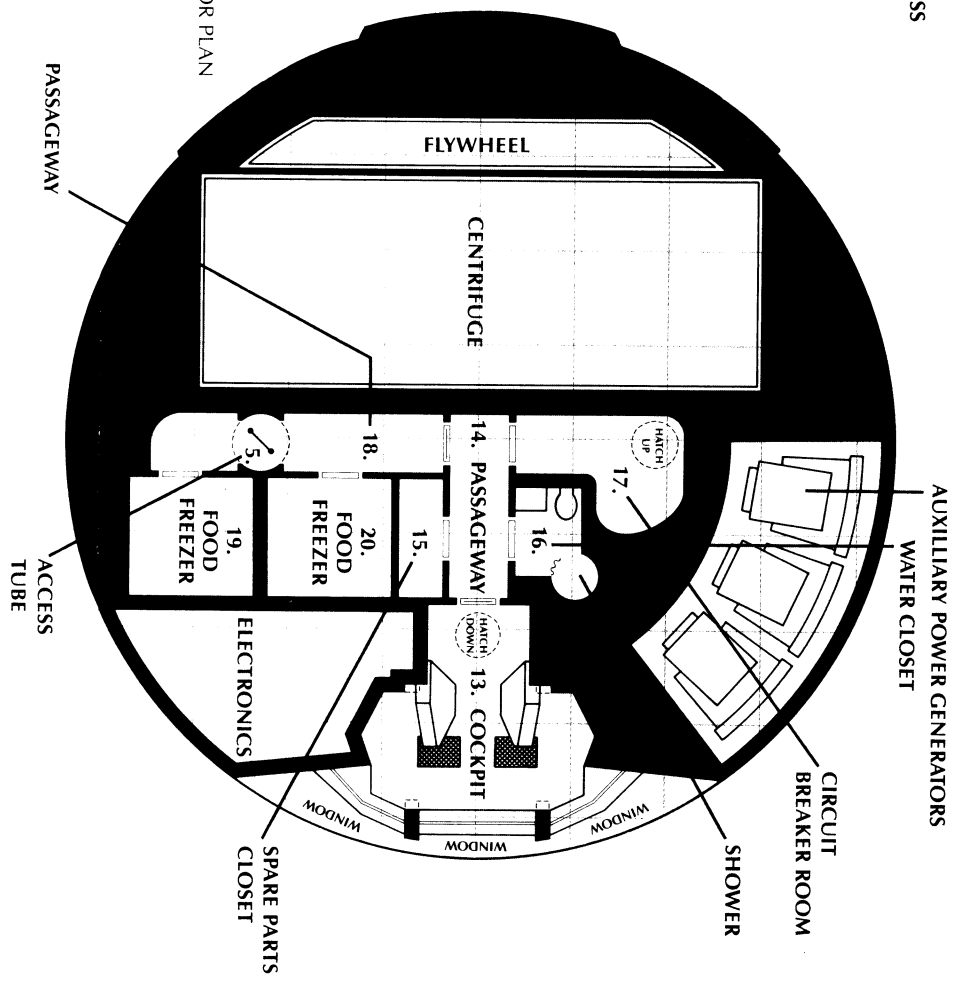 SS
OR PLAN
PASSAGEWAY
FLYWHEEL
CENTRIFUGE
HATCH
UP
14. PASSAGEWAY
18.
5.
17.
16.
15.
19.
FOOD
FREEZER
20.
FOOD
FREEZER
ACCESS
TUBE
ELECTRONICS
HATCH
DOWN
13. COCKPIT
WINDOW
WINDOW
WINDOW
AUXILLIARY POWER GENERATORS
WATER CLOSET
CIRCUIT
BREAKER ROOM
SHOWER
SPARE PARTS
CLOSET